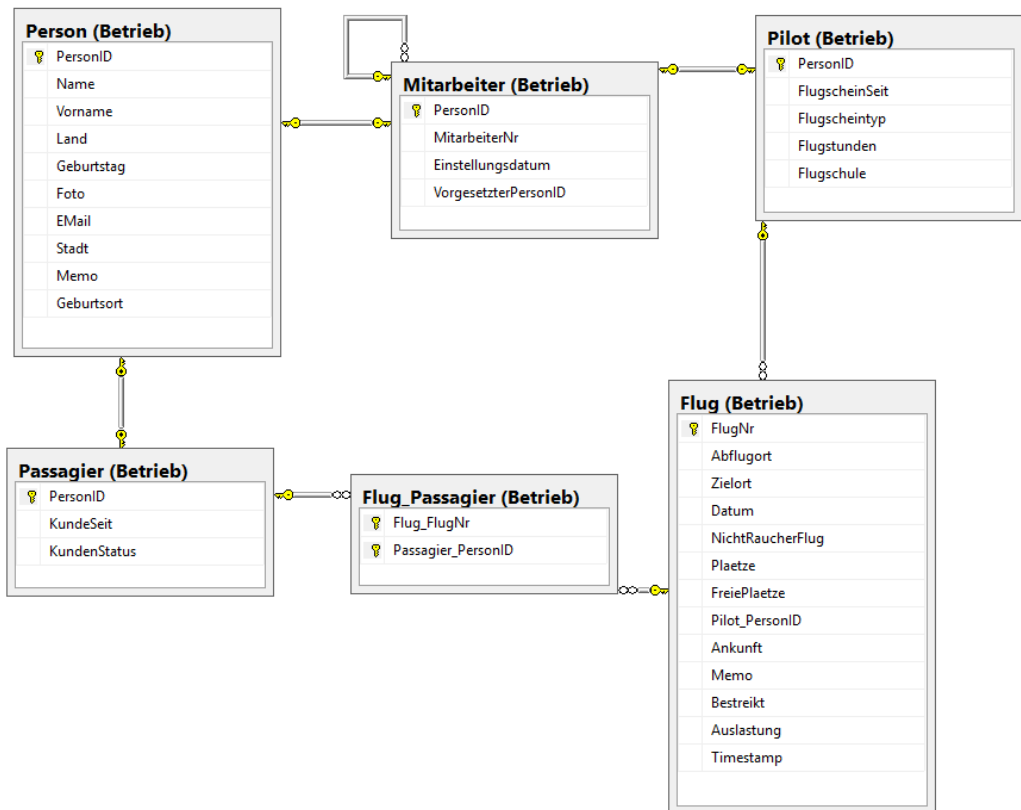 Person (Betrieb)
PersonID
Name
Vorname
Land
Geburtstag
Foto
EMail
Stadt
Memo
Geburtsort
Mitarbeiter (Betrieb)
PersonID
MitarbeiterNr
Einstellungsdatum
VorgesetzterPersonID
Pilot (Betrieb)
PersonID
FlugscheinSeit
Flugscheintyp
Flugstunden
Flugschule
Passagier (Betrieb)
PersonID
KundeSeit
KundenStatus
Flug_Passagier (Betrieb)
Flug_FlugNr
Passagier_PersonID
Flug (Betrieb)
FlugNr
Abflugort
Zielort
Datum
NichtRaucherFlug
Plaetze
FreiePlaetze
Pilot_PersonID
Ankunft
Memo
Bestreikt
Auslastung
Timestamp